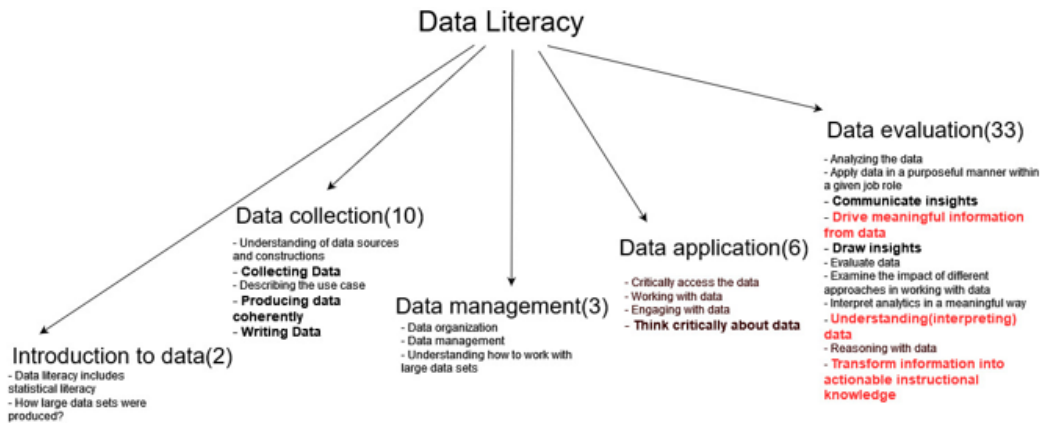 Data Literacy
Introduction to data(2)
- Data literacy includes
statistical literacy
- How large data sets were
produced?
Data collection(10)
- Understanding of data sources
and constructions
- Collecting Data
- Describing the use case
- Producing data
coherently
- Writing Data
Data management(3)
- Data organization
- Data management
- Understanding how to work with
large data sets
Data application(6)
- Critically access the data
- Working with data
- Engaging with data
- Think critically about data
Data evaluation(33)
- Analyzing the data
- Apply data in a purposeful manner within
a given job role
- Communicate insights
- Drive meaningful information
from data
- Draw insights
- Evaluate data
- Examine the impact of different
approaches in working with data
- Interpret analytics in a meaningful way
- Understanding(interpreting)
data
- Reasoning with data
- Transform information into
actionable instructional
knowledge